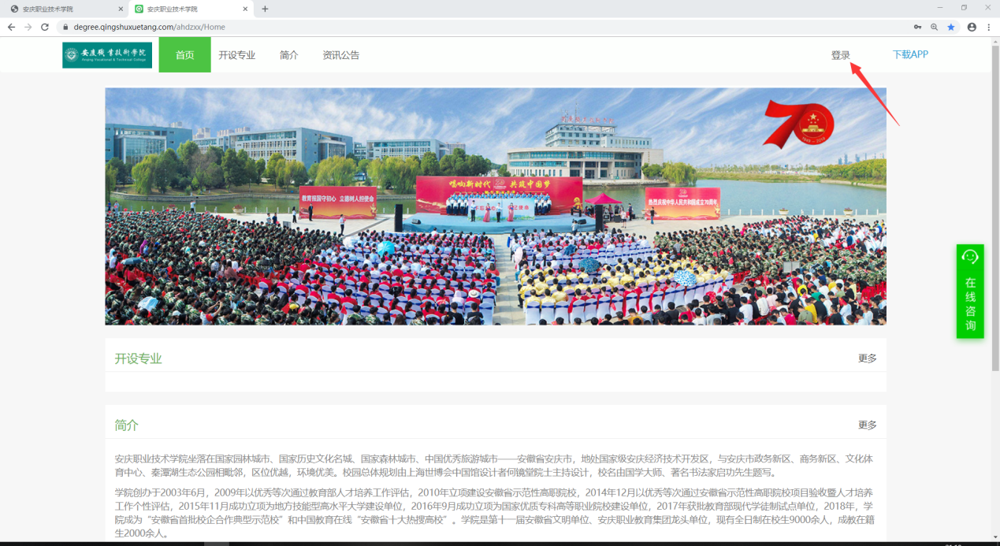 安庆职业技术学院
安庆职业技术学院
degree.qingshuxuetang.com/ahdzxx/Home
安庆職業技術學院
Anqing Vocational & Technical College
首页
开设专业
简介
资讯公告
登录
下载APP
70
1949—2019
唱响新时代 共筑中国梦
教育报国守初心 立德树人担使命
热烈庆祝中华人民共和国成立70周年
在线咨询
开设专业
更多
简介
更多
安庆职业技术学院坐落在国家园林城市、国家历史文化名城、国家森林城市、中国优秀旅游城市——安徽省安庆市，地处国家级安庆经济技术开发区，与安庆市政务新区、商务新区、文化体
育中心、秦潭湖生态公园相毗邻，区位优越，环境优美。校园总体规划由上海世博会中国馆设计者何镜堂院士主持设计，校名由国学大师、著名书法家启功先生题写。
学院创办于2003年6月，2009年以优秀等次通过教育部人才培养工作评估，2010年立项建设安徽省示范性高职院校，2014年12月以优秀等次通过安徽省示范性高职院校项目验收暨人才培养
工作个性评估，2015年11月成功立项为地方技能型高水平大学建设单位，2016年9月成功立项为国家优质专科高等职业院校建设单位，2017年获批教育部现代学徒制试点单位，2018年，学
院成为“安徽省首批校企合作典型示范校”和中国教育在线“安徽省十大热搜高校”。学院是第十一届安徽省文明单位、安庆职业教育集团龙头单位，现有全日制在校生9000余人，成教在籍
生2000余人。